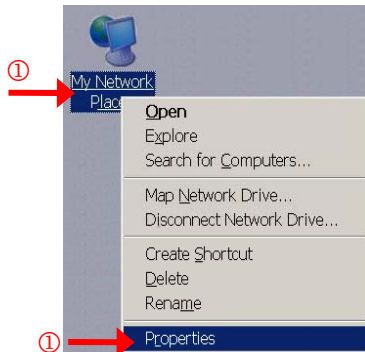 ①
My Network
Place
Open
Explore
Search for Computers...
Map Network Drive...
Disconnect Network Drive...
Create Shortcut
Delete
Rename
① Properties